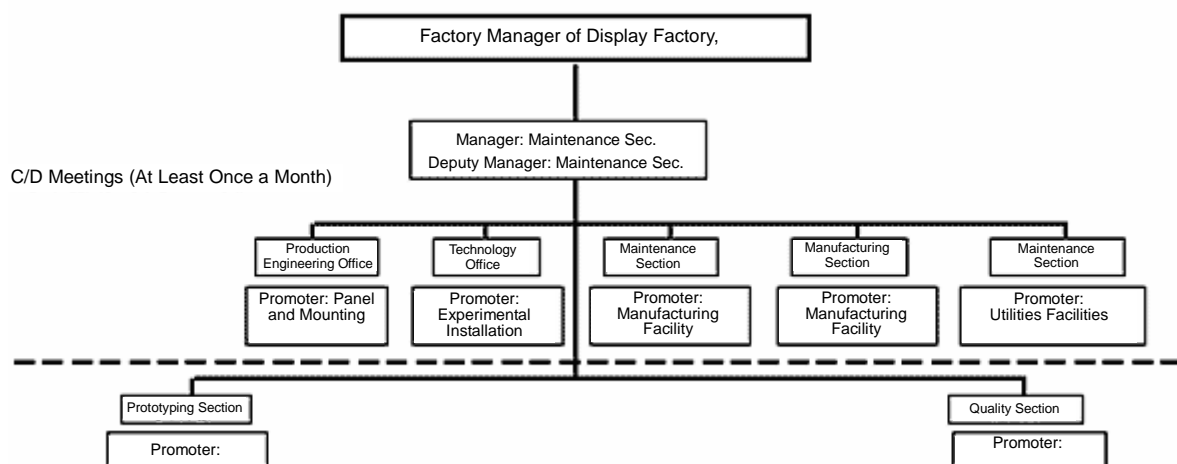 Factory Manager of Display Factory,
Manager: Maintenance Sec.
Deputy Manager: Maintenance Sec.
C/D Meetings (At Least Once a Month)
Production
Engineering Office
Technology
Office
Maintenance
Section
Manufacturing
Section
Maintenance
Section
Promoter: Panel
and Mounting
Promoter:
Experimental
Installation
Promoter:
Manufacturing
Facility
Promoter:
Manufacturing
Facility
Promoter:
Utilities Facilities
Prototyping Section
Quality Section
Promoter:
Promoter: